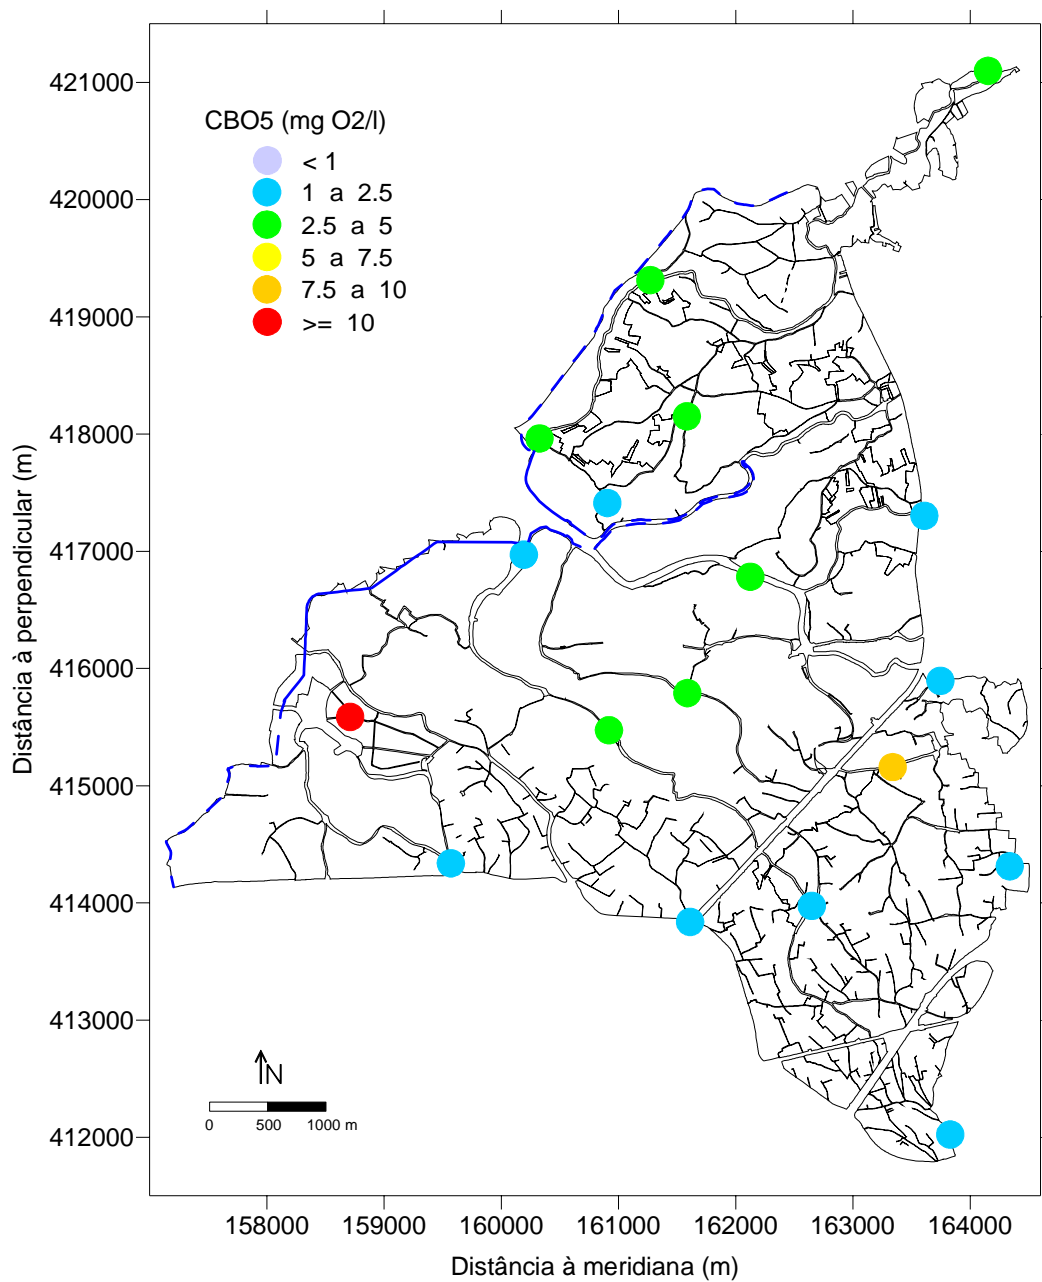 421000
420000
419000
418000
417000
416000
415000
414000
413000
412000
Distância à perpendicular (m)
CBO5 (mg O2/l)
< 1
1 a 2.5
2.5 a 5
5 a 7.5
7.5 a 10
>= 10
N
0 500 1000 m
158000 159000 160000 161000 162000 163000 164000
Distância à meridiana (m)